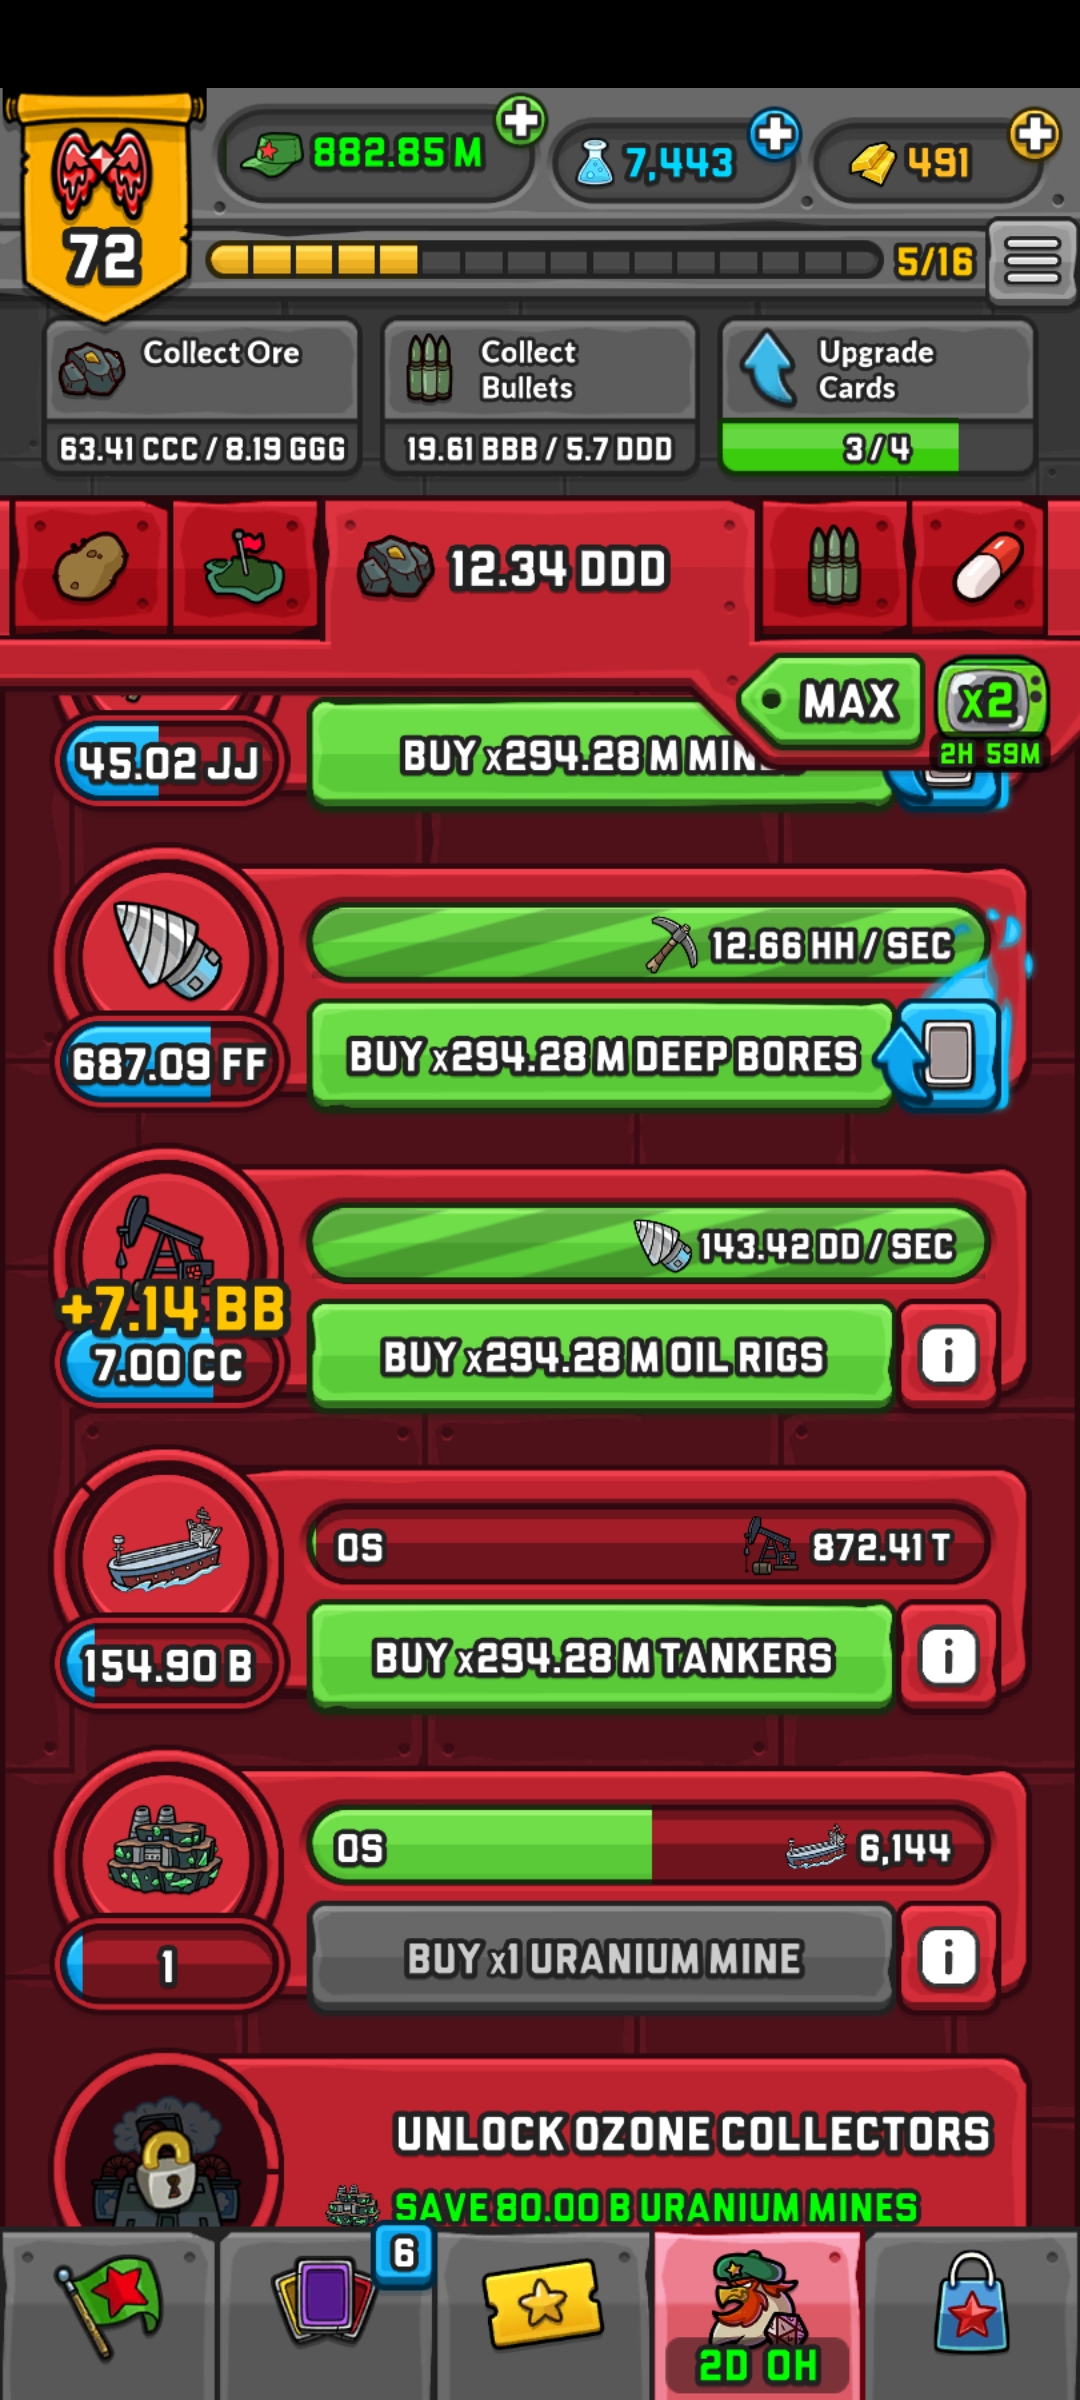 882.85 M
7,443
491
72
5/16
Collect Ore
Collect
Bullets
Upgrade
Cards
63.41 CCC / 8.19 GGG
19.61 BBB / 5.7 DDD
3/4
12.34 DDD
MAX
x2
2H 59M
45.02 JJ
BUY x294.28 M
12.66 HH / SEC
687.09 FF
BUY x294.28 M DEEP BORES
143.42 DD / SEC
+7.14 BB
7.00 CC
BUY x294.28 M OIL RIGS
i
0S
872.41 T
154.90 B
BUY x294.28 M TANKERS
i
0S
6,144
1
BUY x1 URANIUM MINE
i
UNLOCK OZONE COLLECTORS
SAVE 80.00 B URANIUM MINES
6
2D 0H